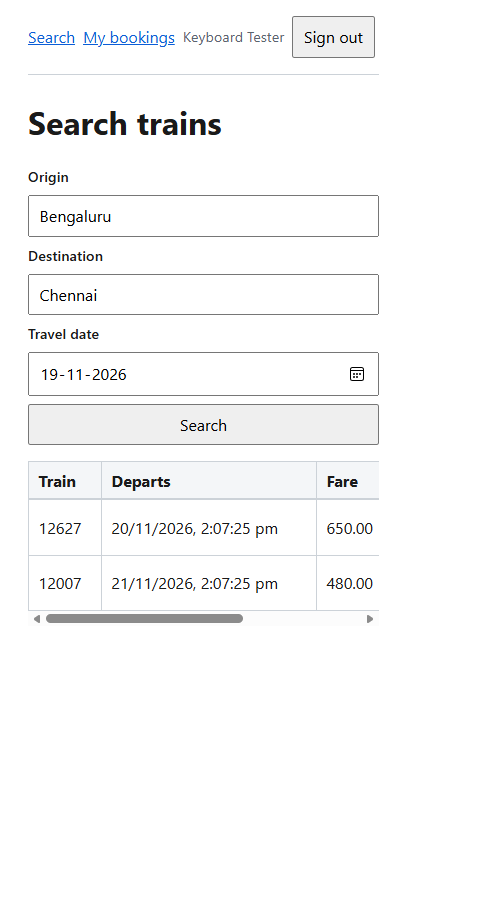 Search My bookings Keyboard Tester Sign out
Search trains
Origin
Bengaluru
Destination
Chennai
Travel date
19-11-2026
Search
Train Departs Fare
12627 20/11/2026, 2:07:25 pm 650.00
12007 21/11/2026, 2:07:25 pm 480.00